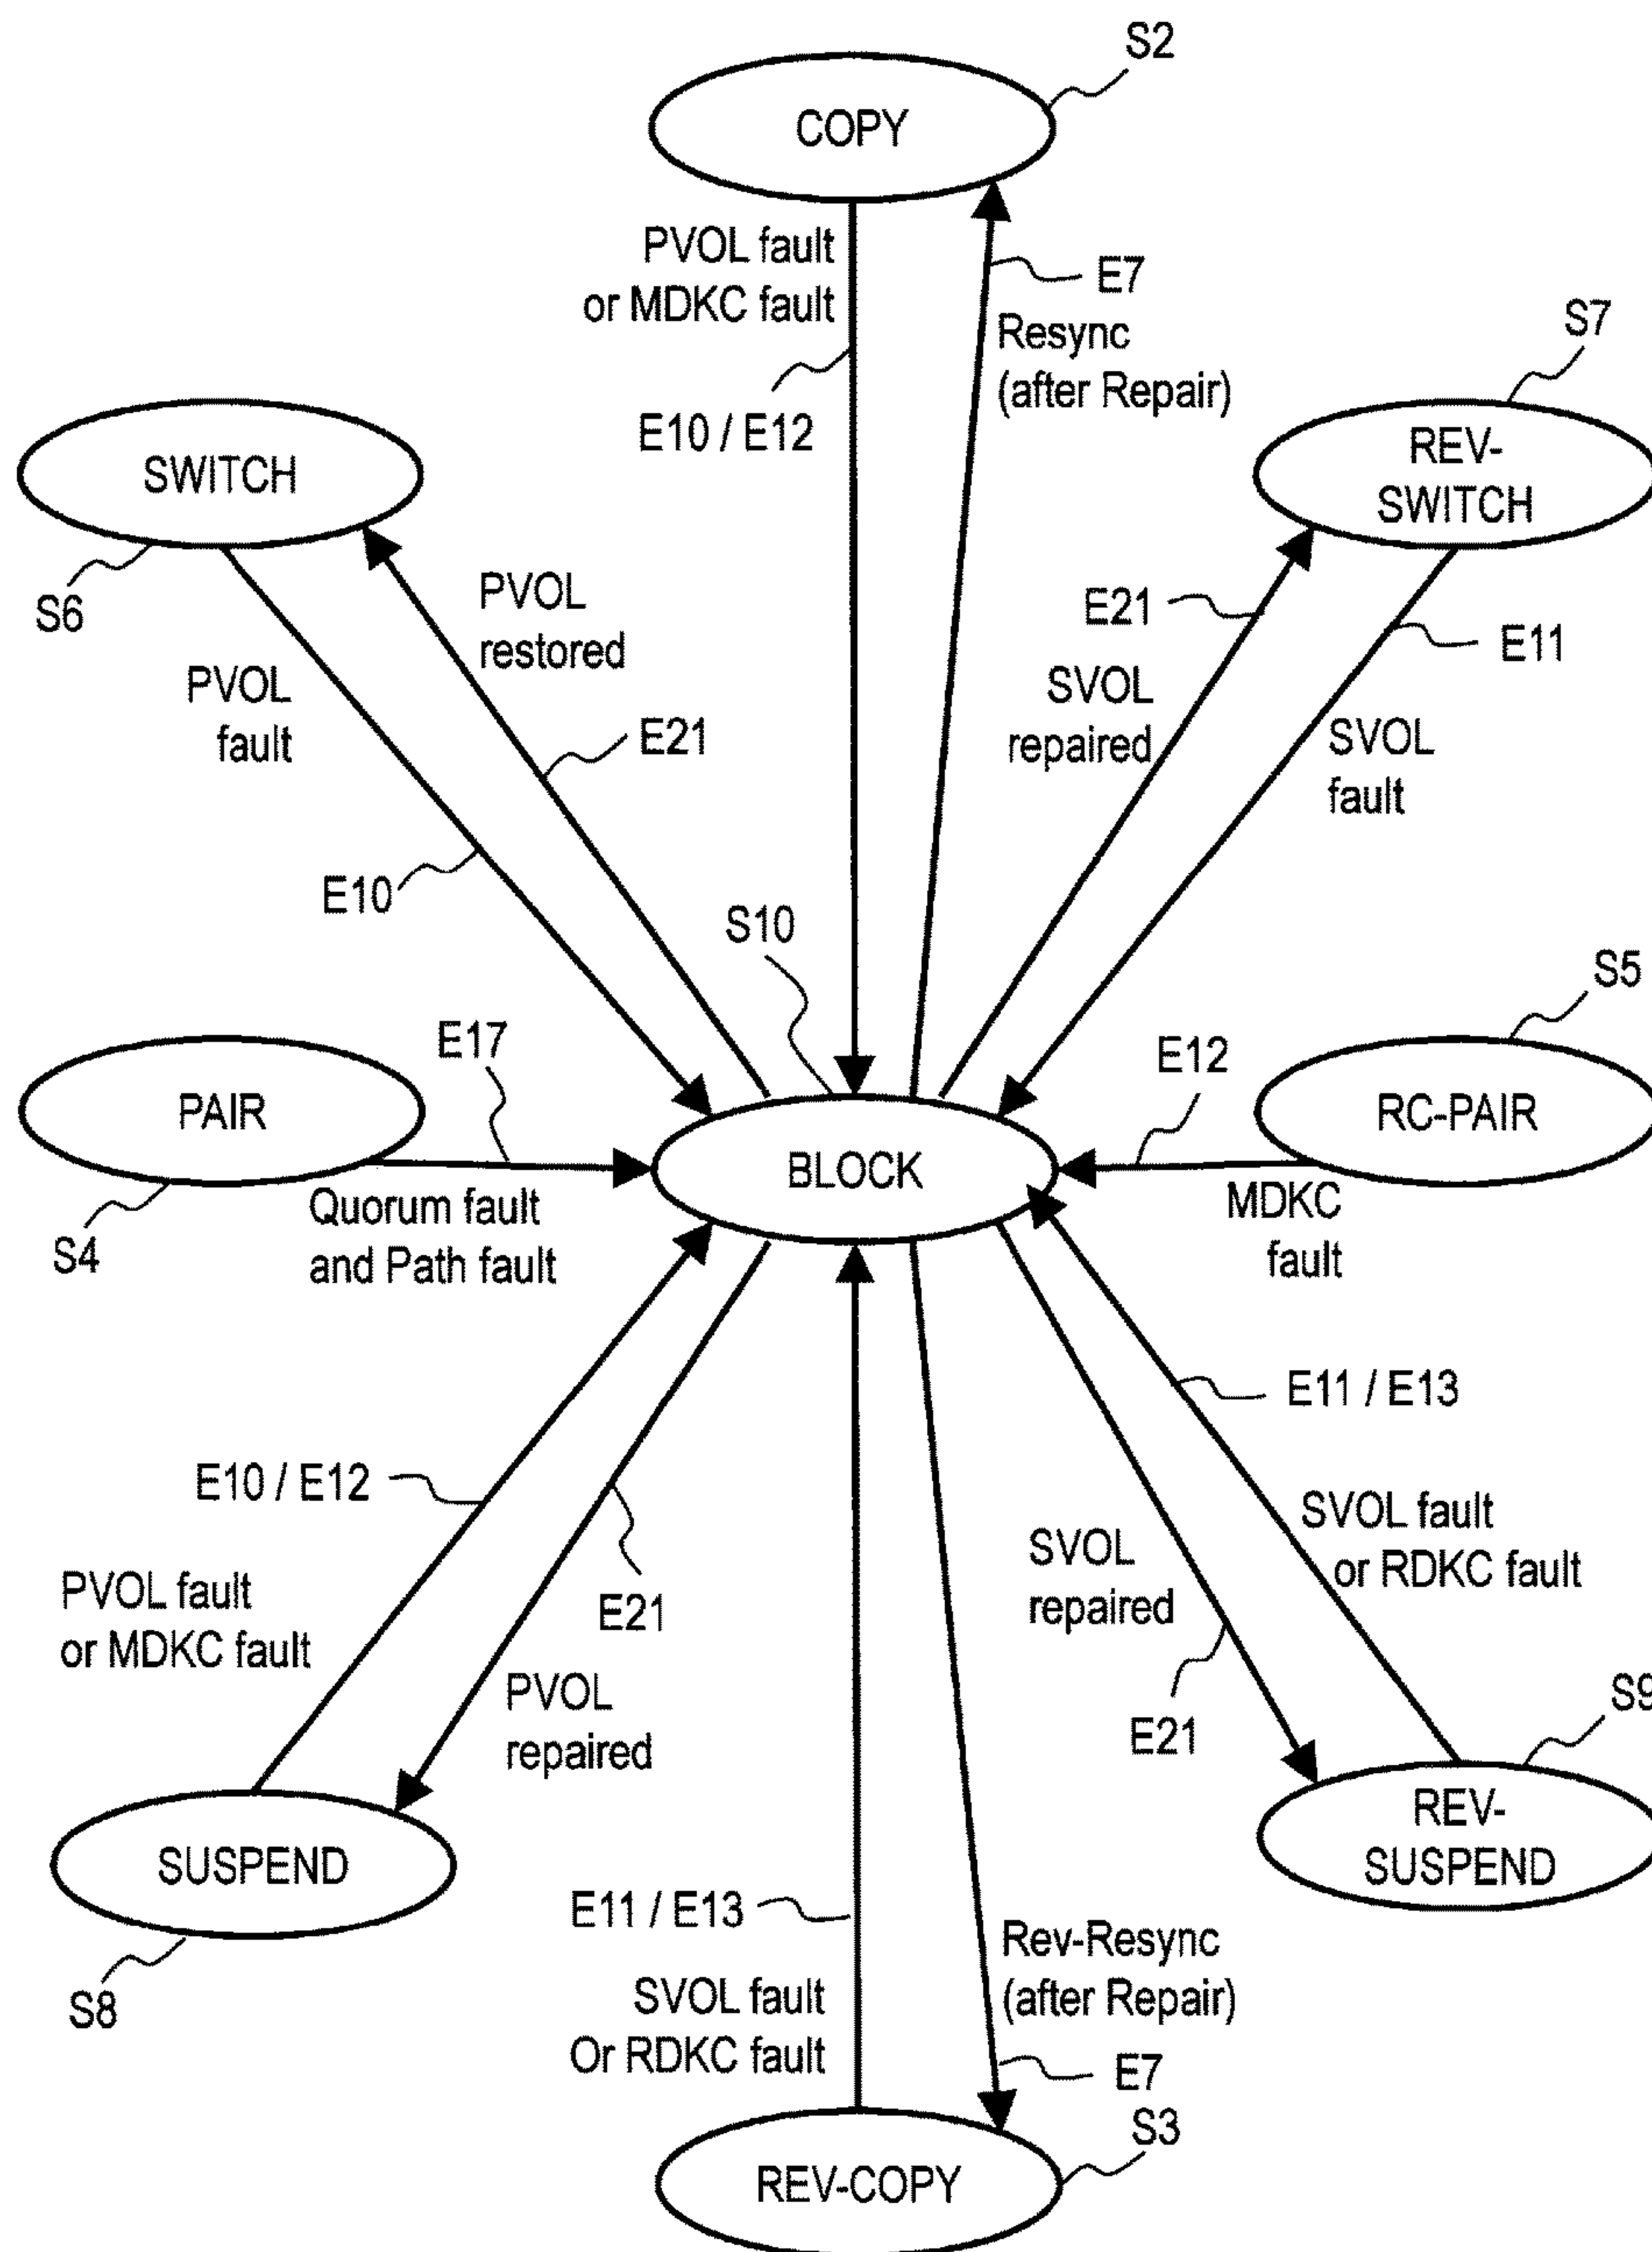 S2
COPY
PVOL fault
or MDKC fault
E7
Resync
(after Repair)
E10 / E12
S7
REV-
SWITCH
SWITCH
S6
PVOL
restored
E21
PVOL
fault
E10
E21
SVOL
repaired
E11
SVOL
fault
S10
S5
E17
E12
PAIR
BLOCK
RC-PAIR
S4
Quorum fault
and Path fault
MDKC
fault
E10 / E12
PVOL fault
or MDKC fault
E21
PVOL
repaired
E11 / E13
SVOL fault
or RDKC fault
SVOL
repaired
E21
S9
REV-
SUSPEND
SUSPEND
S8
E11 / E13
SVOL fault
Or RDKC fault
Rev-Resync
(after Repair)
E7
S3
REV-COPY